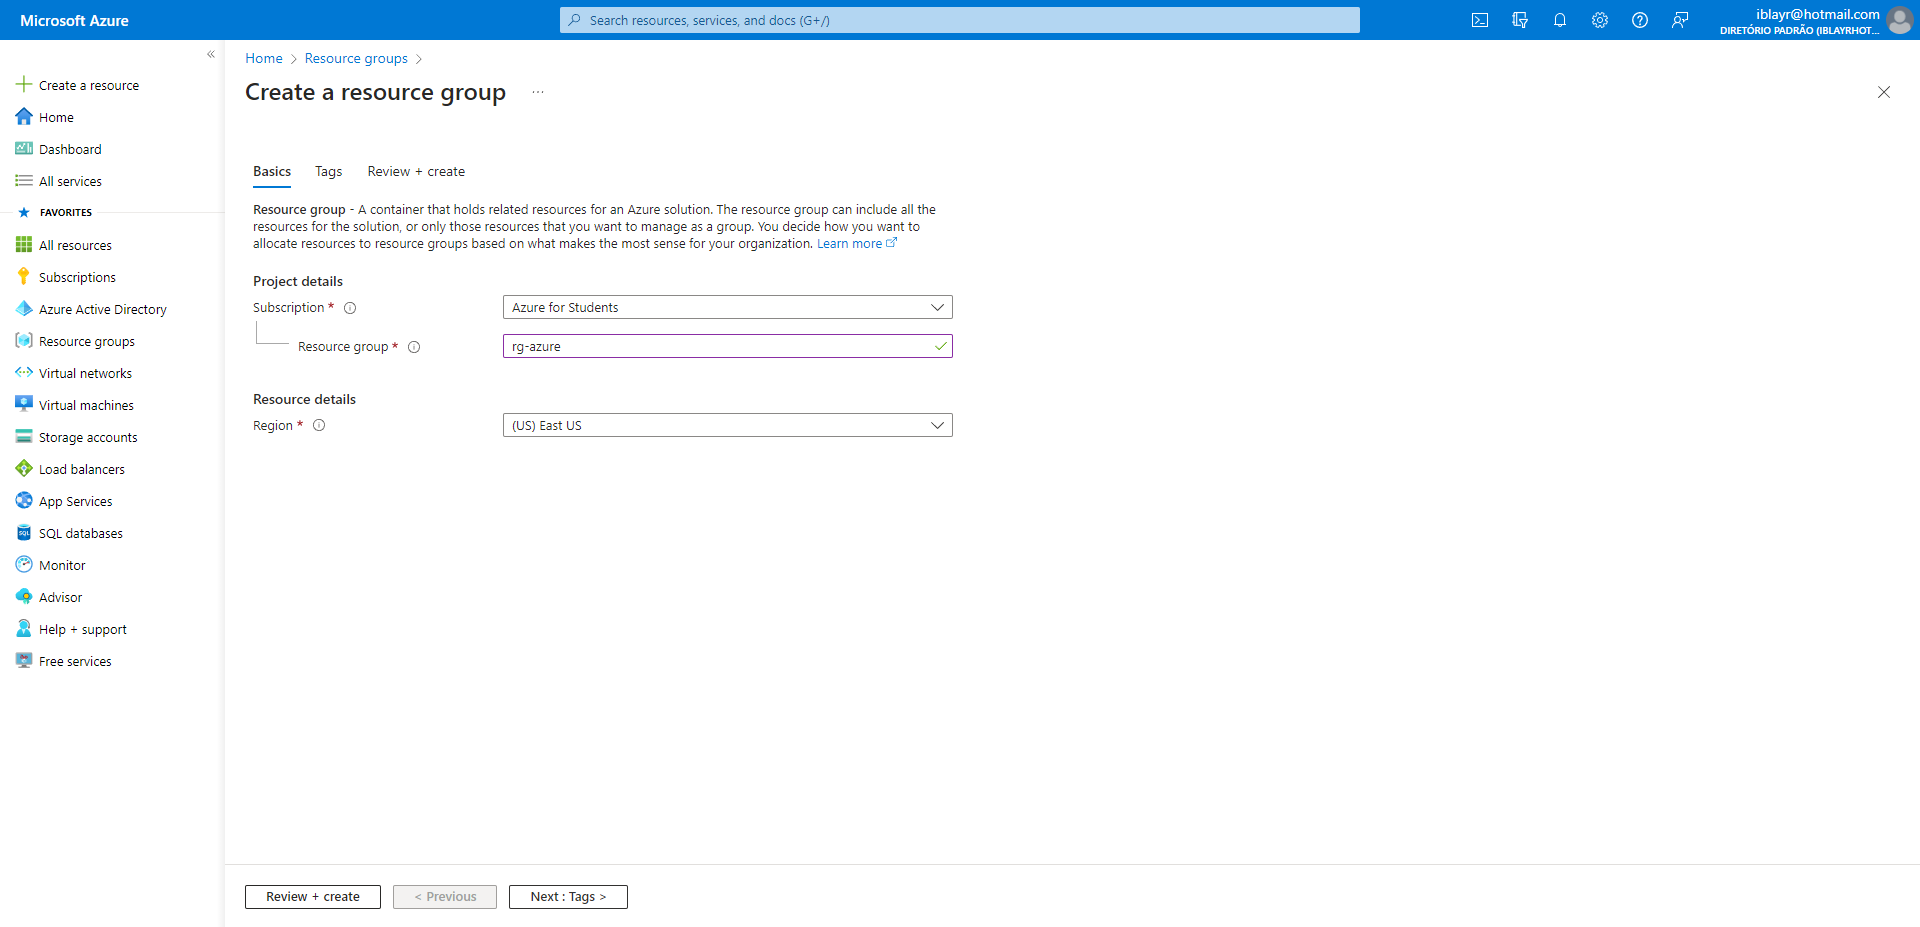 Microsoft Azure
Search resources, services, and docs (G+/)
iblayr@hotmail.com
DIRETÓRIO PADRÃO (IBLAYRHOT...
Create a resource
Home
Dashboard
All services
FAVORITES
All resources
Subscriptions
Azure Active Directory
Resource groups
Virtual networks
Virtual machines
Storage accounts
Load balancers
App Services
SQL databases
Monitor
Advisor
Help + support
Free services
Home > Resource groups >
Create a resource group ...
Basics Tags Review + create
Resource group - A container that holds related resources for an Azure solution. The resource group can include all the
resources for the solution, or only those resources that you want to manage as a group. You decide how you want to
allocate resources to resource groups based on what makes the most sense for your organization. Learn more
Project details
Subscription * Azure for Students
Resource group * rg-azure
Resource details
Region * (US) East US
Review + create < Previous Next : Tags >